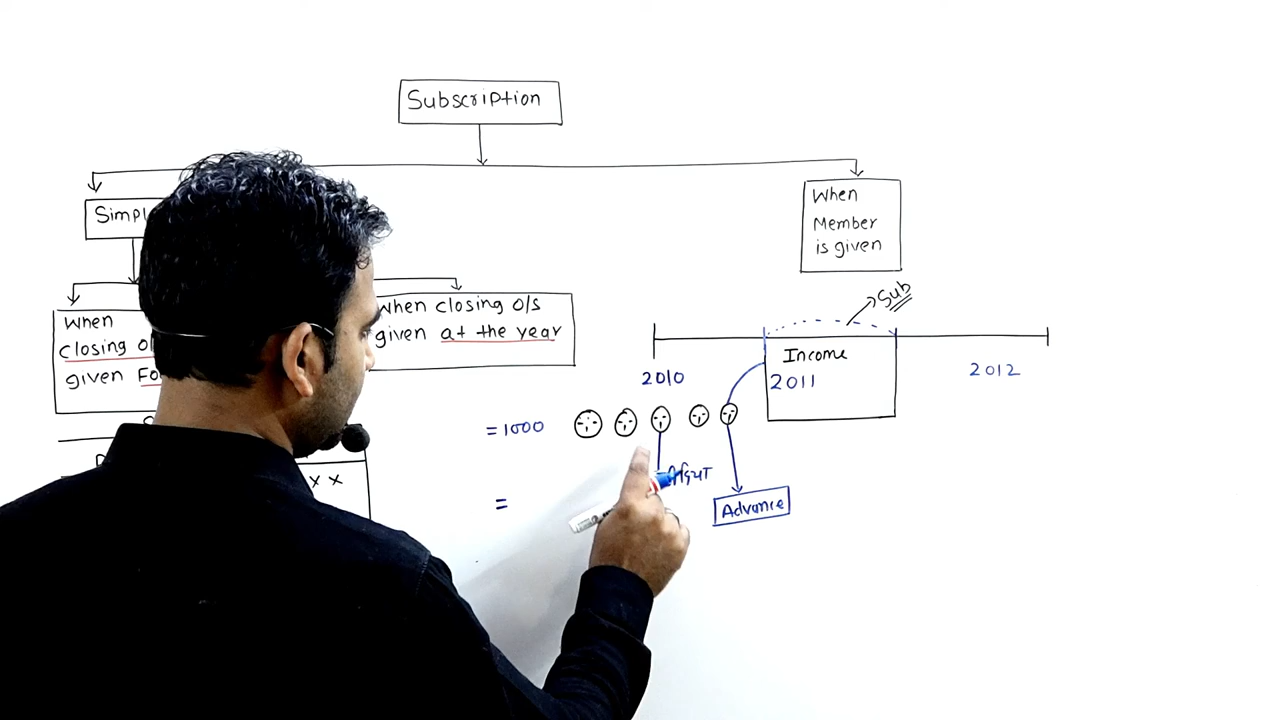 Subscription
Simpl
When
Member
is given
When
closing o
given Fo
when closing o/s
given at the year
Sub
Income
2010
2011
2012
= 1000
=
Advance
x x